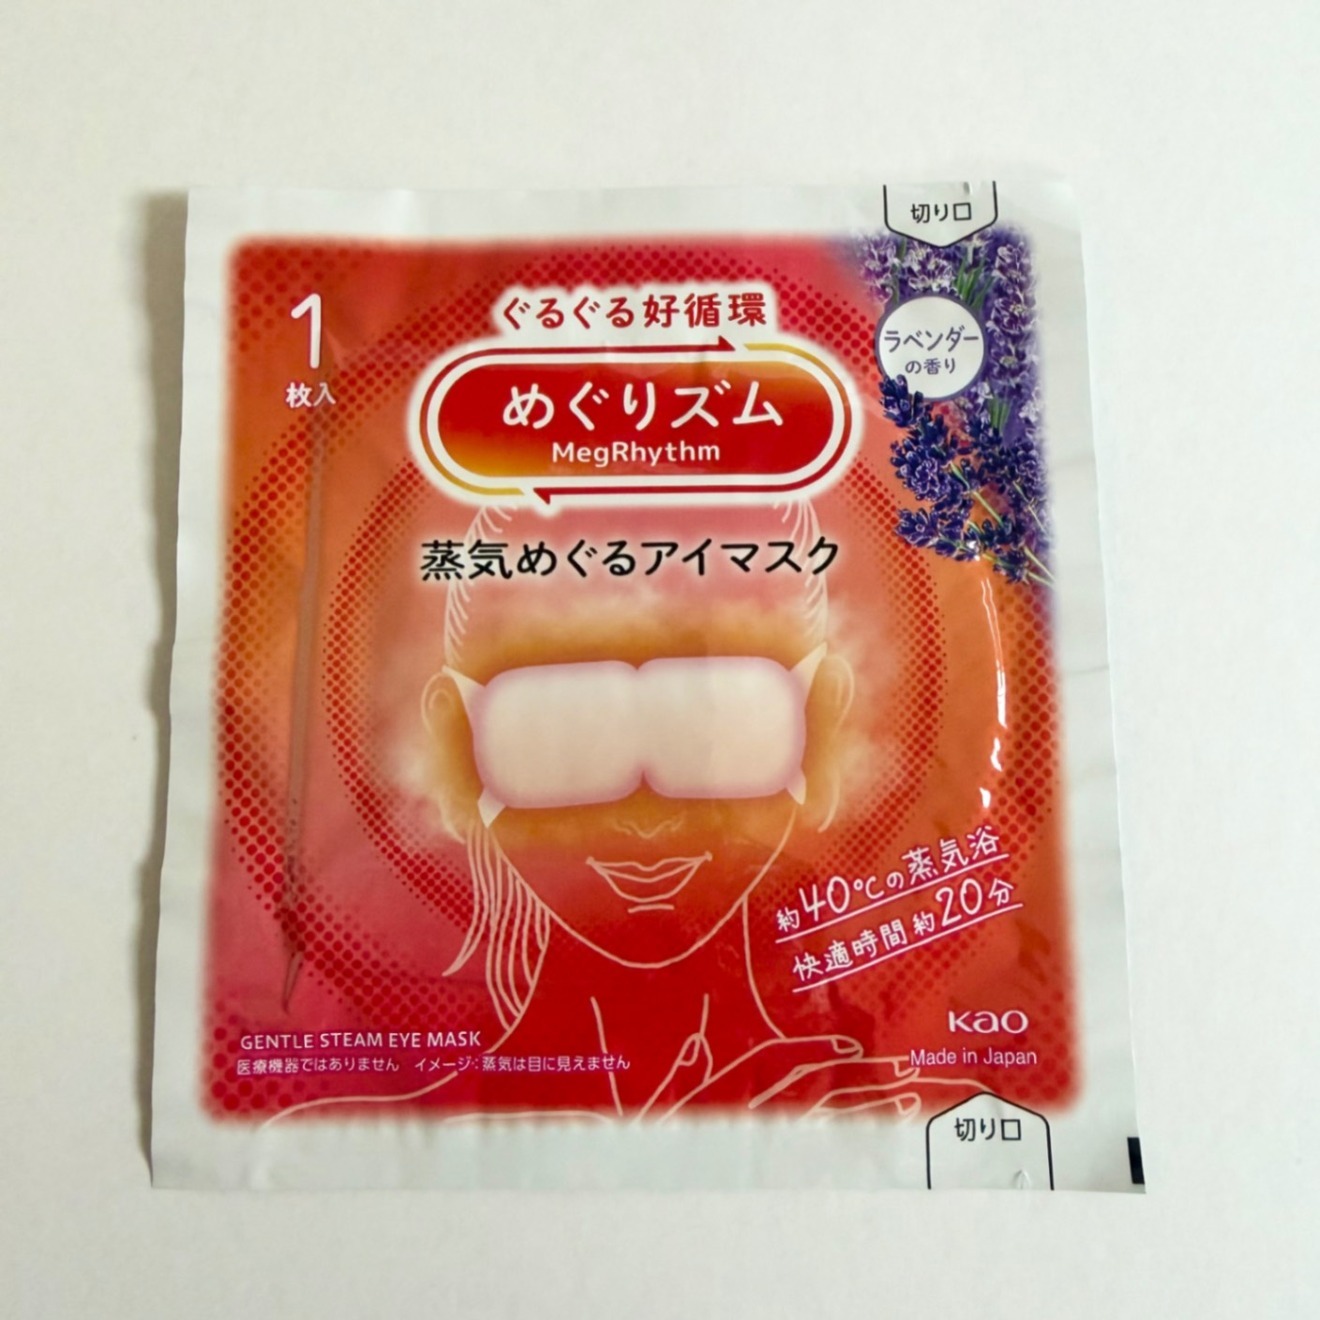 切り口
ぐるぐる好循環
1
枚入
ラベンダー
の香り
めぐりズム
MegRhythm
蒸気めぐるアイマスク
約40℃の蒸気浴
快適時間 約20分
Kao
Made in Japan
GENTLE STEAM EYE MASK
医療機器ではありません イメージ:蒸気は目に見えません
切り口